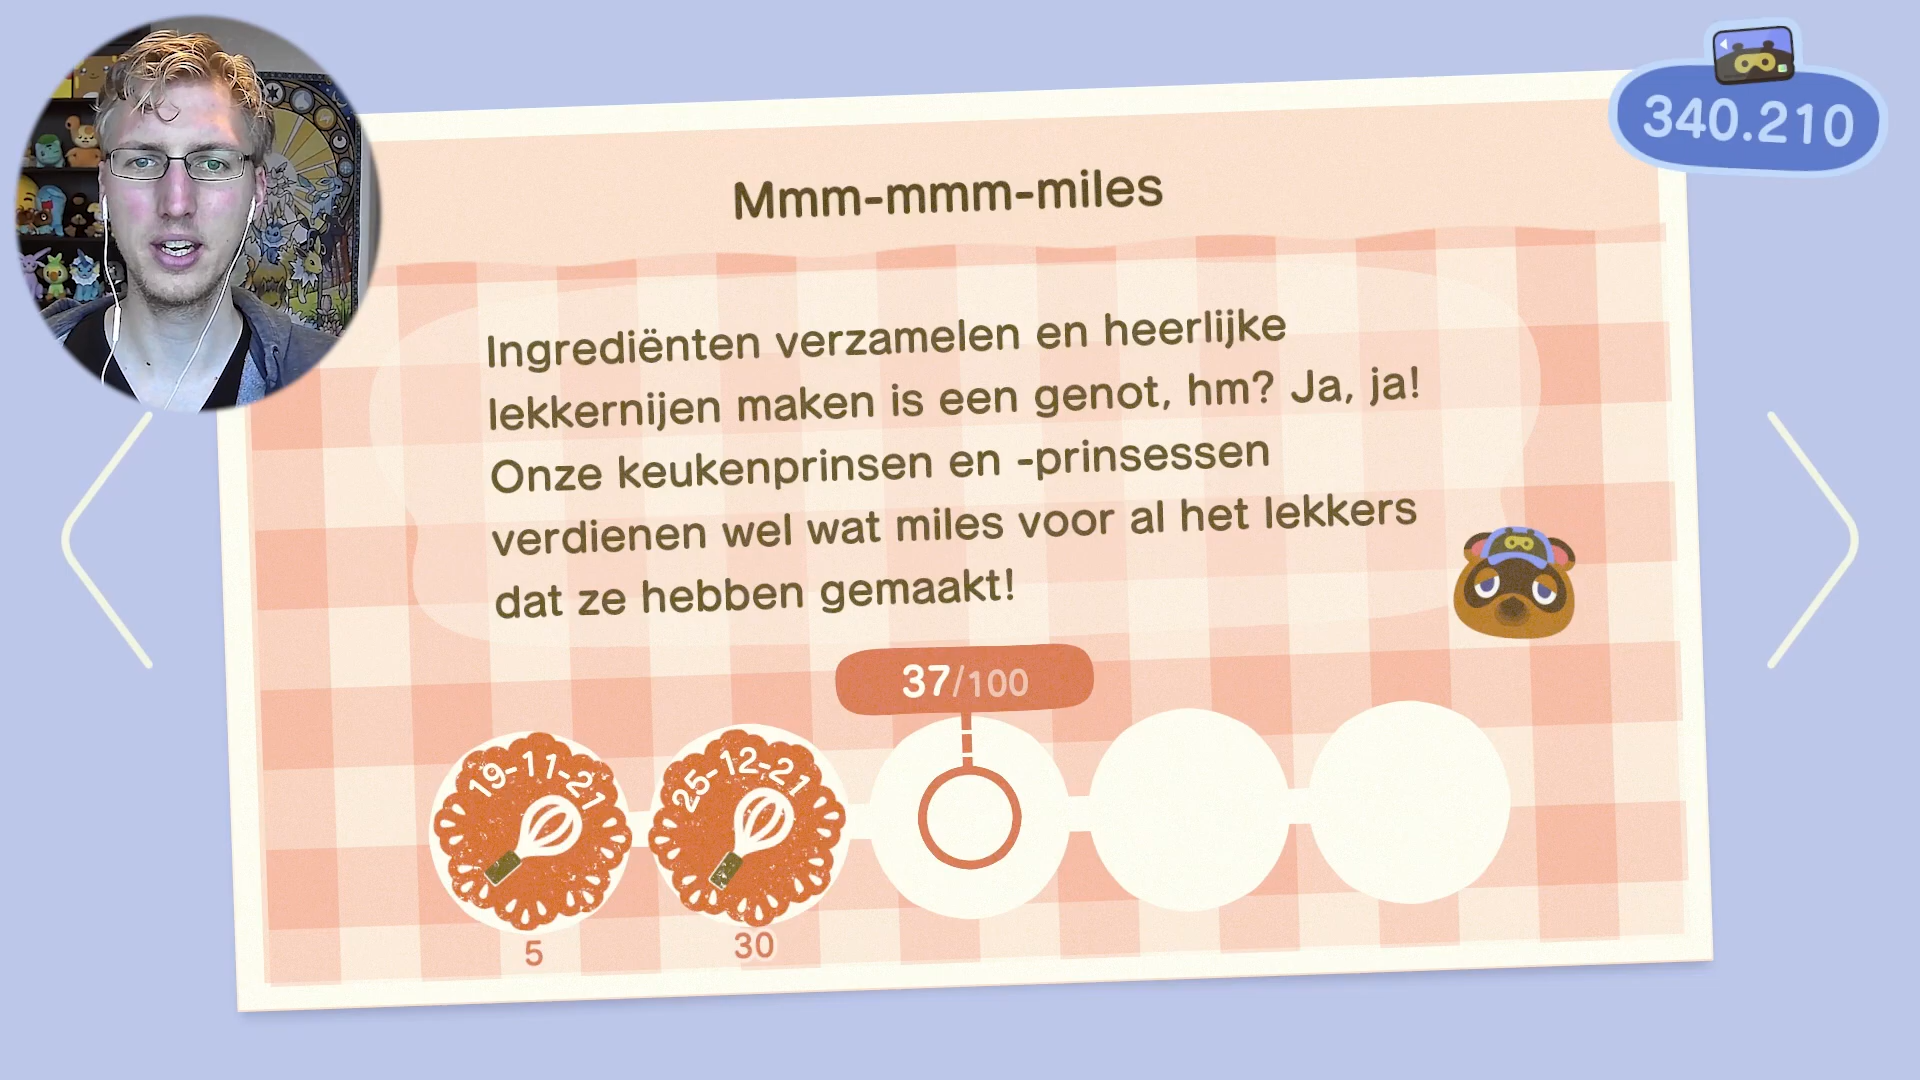 340.210
Mmm-mmm-miles
Ingrediënten verzamelen en heerlijke
lekkernijen maken is een genot, hm? Ja, ja!
Onze keukenprinsen en -prinsessen
verdienen wel wat miles voor al het lekkers
dat ze hebben gemaakt!
37/100
19-11-21
25-12-21
5
30